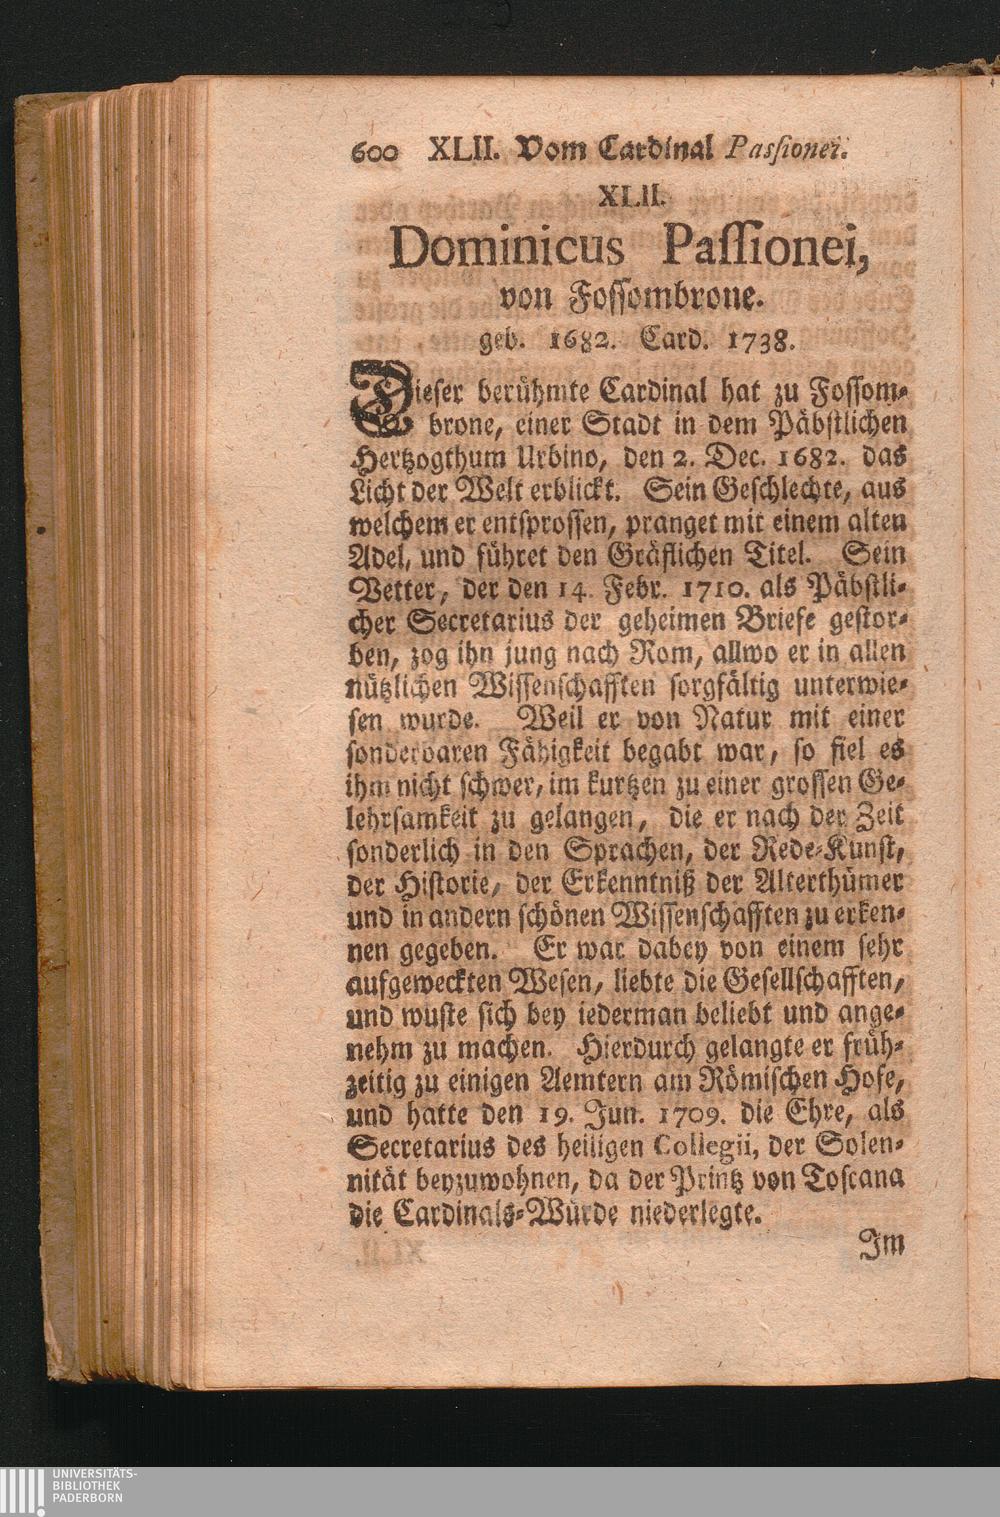 600 XLII. Vom Cardinal Passionei.
XLII.
Dominicus Passionei,
von Fossombrone.
geb. 1682. Card. 1738.
Dieser berühmte Cardinal hat zu Fossom-
brone, einer Stadt in dem Päbstlichen
Hertzogthum Urbino, den 2. Dec. 1682. das
Licht der Welt erblickt. Sein Geschlechte, aus
welchem er entsprossen, pranget mit einem alten
Adel, und führet den Gräflichen Titel. Sein
Vetter, der den 14. Febr. 1710. als Päbstli-
cher Secretarius der geheimen Briefe gestor-
ben, zog ihn jung nach Rom, allwo er in allen
nützlichen Wissenschafften sorgfältig unterwie-
sen wurde. Weil er von Natur mit einer
sonderbaren Fähigkeit begabt war, so fiel es
ihm nicht schwer, im kurtzen zu einer grossen Ge-
lehrsamkeit zu gelangen, die er nach der Zeit
sonderlich in den Sprachen, der Rede-Kunst,
der Historie, der Erkenntniß der Alterthümer
und in andern schönen Wissenschafften zu erken-
nen gegeben. Er war dabey von einem sehr
aufgeweckten Wesen, liebte die Gesellschafften,
und wuste sich bey iederman beliebt und ange-
nehm zu machen. Hierdurch gelangte er früh-
zeitig zu einigen Aemtern am Römischen Hofe,
und hatte den 19. Jun. 1709. die Ehre, als
Secretarius des heiligen Collegii, der Solen-
nität beyzuwohnen, da der Printz von Toscana
die Cardinals-Würde niederlegte.
Im
UNIVERSITÄTS-
BIBLIOTHEK
PADERBORN